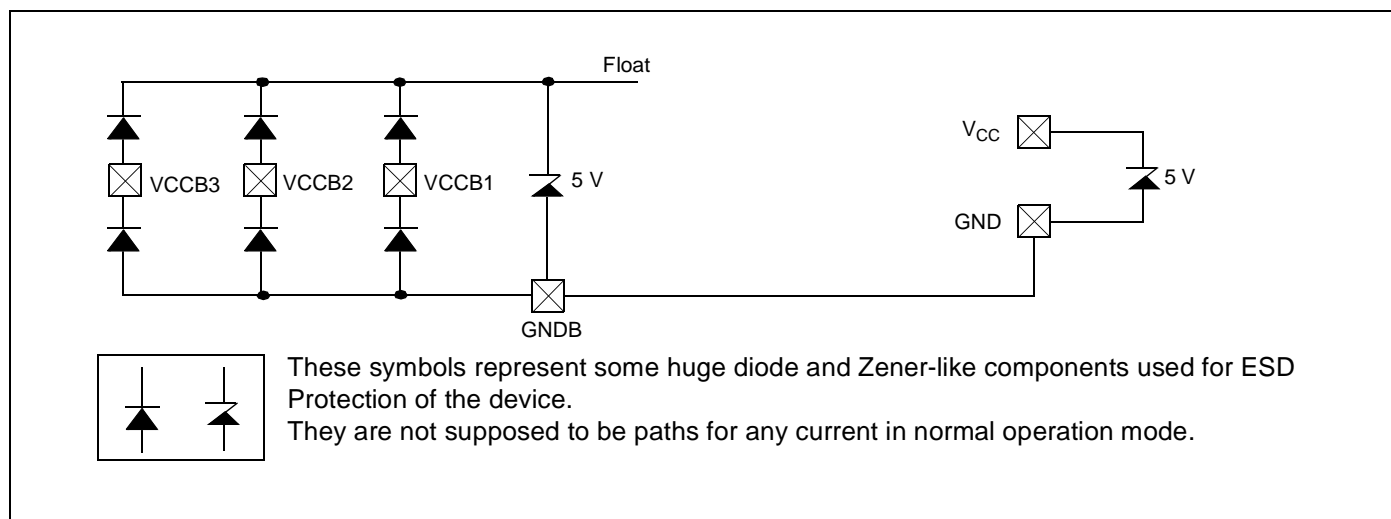 Float
V_CC
VCCB3 VCCB2 VCCB1 5 V 5 V
GND
GNDB
These symbols represent some huge diode and Zener-like components used for ESD
Protection of the device.
They are not supposed to be paths for any current in normal operation mode.